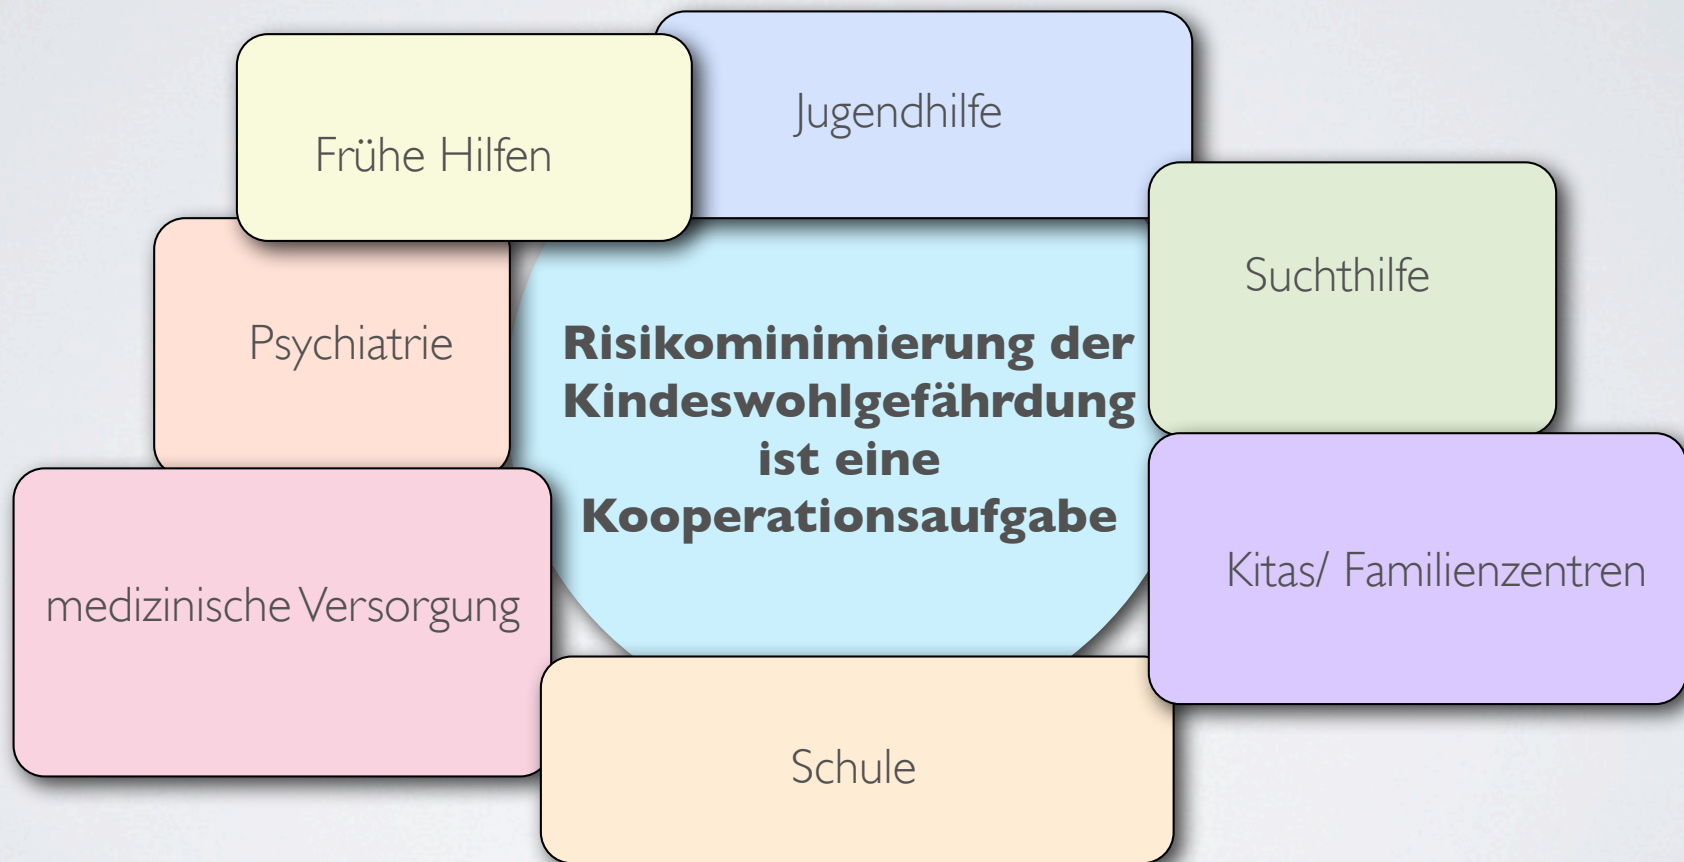 Jugendhilfe
Frühe Hilfen
Suchthilfe
Psychiatrie
Risikominimierung der
Kindeswohlgefährdung
ist eine
Kooperationsaufgabe
Kitas/ Familienzentren
medizinische Versorgung
Schule